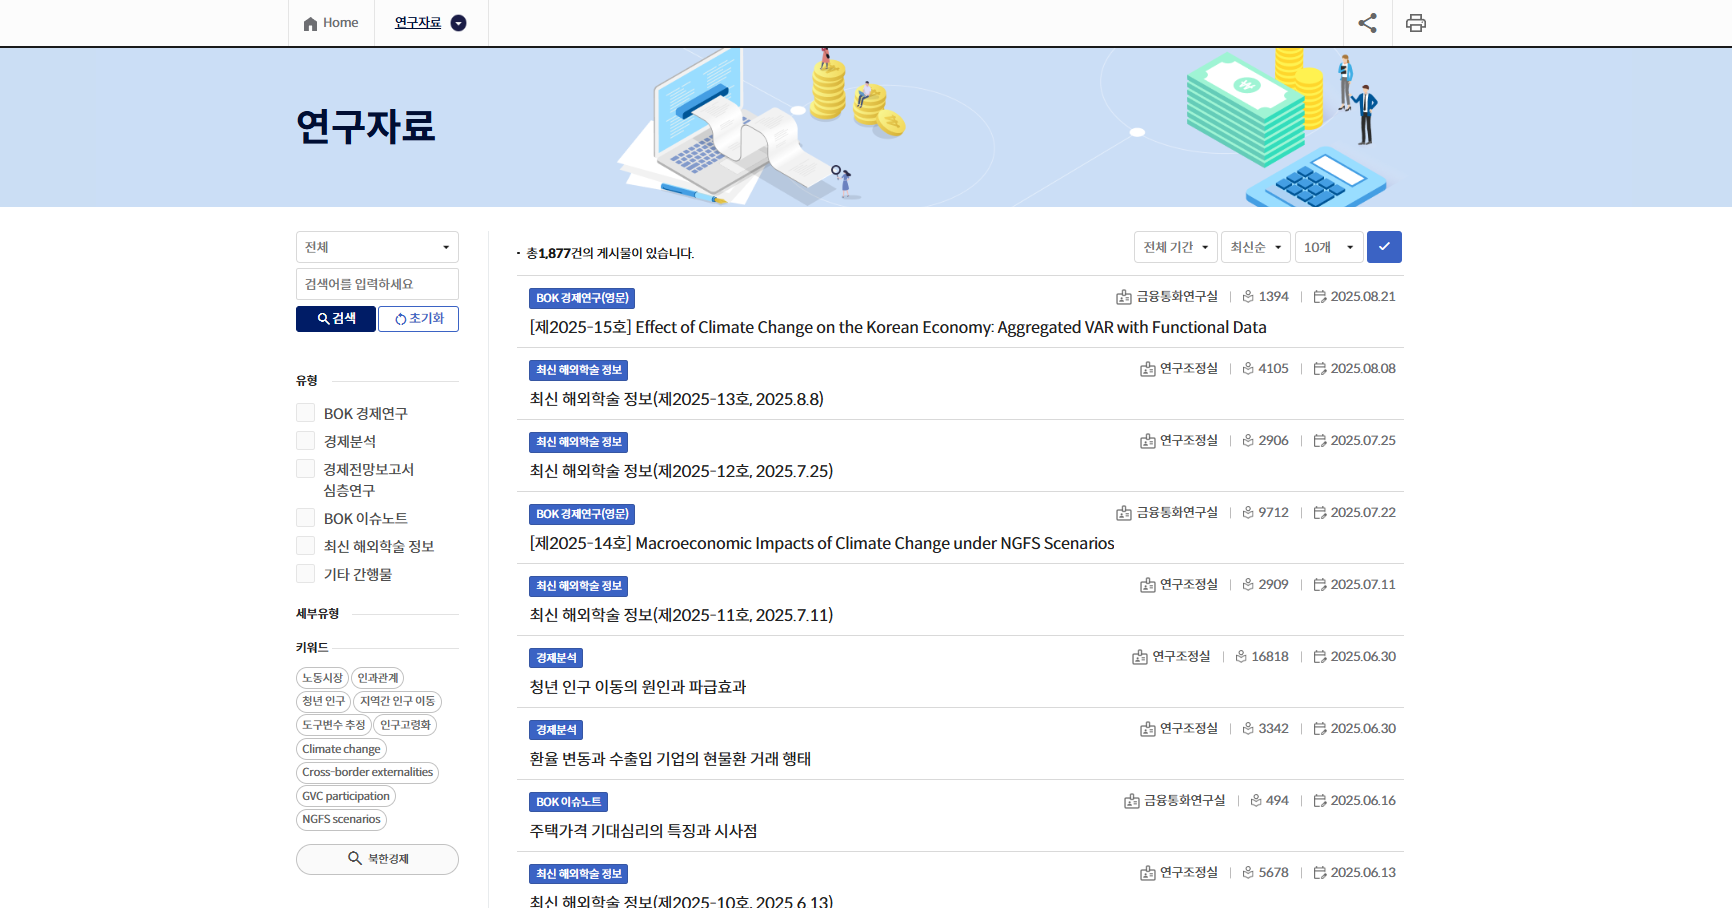 Home
연구자료
연구자료
전체
검색어를 입력하세요
검색
초기화
유형
BOK 경제연구
경제분석
경제전망보고서
심층연구
BOK 이슈노트
최신 해외학술 정보
기타 간행물
세부유형
키워드
노동시장 인과관계
청년 인구 지역간 인구 이동
도구변수 추정 인구고령화
Climate change
Cross-border externalities
GVC participation
NGFS scenarios
북한경제
· 총1,877건의 게시물이 있습니다.
전체 기간 최신순 10개
BOK 경제연구(영문) 금융통화연구실 1394 2025.08.21
[제2025-15호] Effect of Climate Change on the Korean Economy: Aggregated VAR with Functional Data
최신 해외학술 정보 연구조정실 4105 2025.08.08
최신 해외학술 정보(제2025-13호, 2025.8.8)
최신 해외학술 정보 연구조정실 2906 2025.07.25
최신 해외학술 정보(제2025-12호, 2025.7.25)
BOK 경제연구(영문) 금융통화연구실 9712 2025.07.22
[제2025-14호] Macroeconomic Impacts of Climate Change under NGFS Scenarios
최신 해외학술 정보 연구조정실 2909 2025.07.11
최신 해외학술 정보(제2025-11호, 2025.7.11)
경제분석 연구조정실 16818 2025.06.30
청년 인구 이동의 원인과 파급효과
경제분석 연구조정실 3342 2025.06.30
환율 변동과 수출입 기업의 현물환 거래 행태
BOK 이슈노트 금융통화연구실 494 2025.06.16
주택가격 기대심리의 특징과 시사점
최신 해외학술 정보 연구조정실 5678 2025.06.13
최신 해외학술 정보(제2025-10호, 2025.6.13)